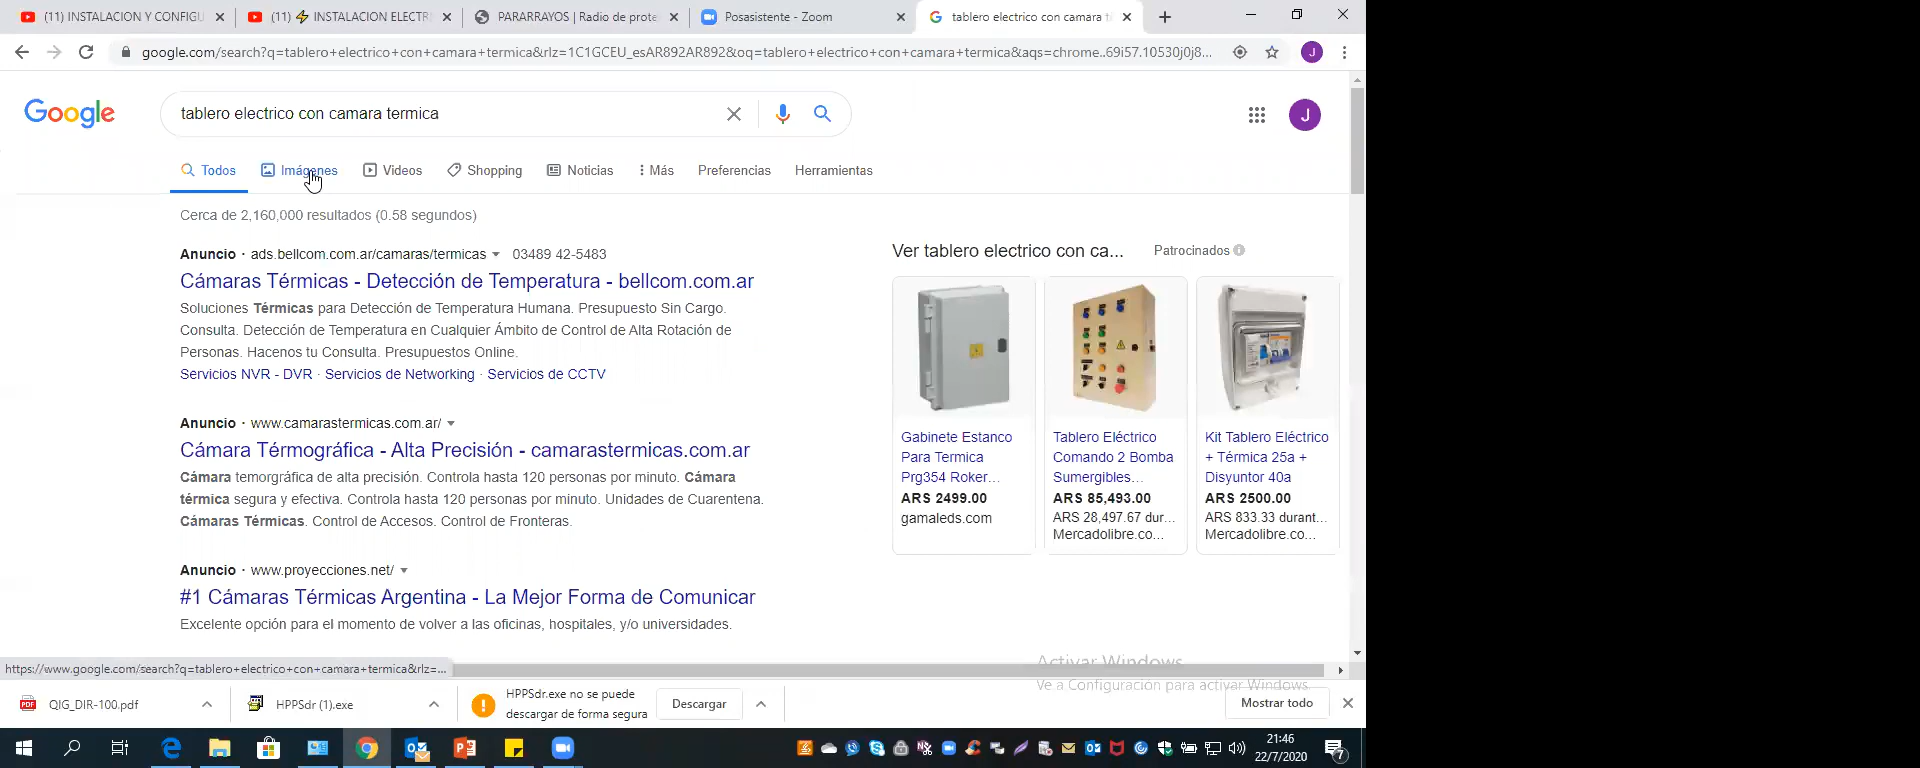 (11) INSTALACION Y CONFIGU
(11) ⚡ INSTALACION ELECTRI
PARARRAYOS | Radio de prote
Posasistente - Zoom
tablero electrico con camara t
google.com/search?q=tablero+electrico+con+camara+termica&rlz=1C1GCEU_esAR892AR892&oq=tablero+electrico+con+camara+termica&aqs=chrome..69i57.10530j0j8...
J
Google
tablero electrico con camara termica
J
Todos
Imágenes
Videos
Shopping
Noticias
Más
Preferencias
Herramientas
Cerca de 2,160,000 resultados (0.58 segundos)
Anuncio · ads.bellcom.com.ar/camaras/termicas 03489 42-5483
Cámaras Térmicas - Detección de Temperatura - bellcom.com.ar
Soluciones Térmicas para Detección de Temperatura Humana. Presupuesto Sin Cargo.
Consulta. Detección de Temperatura en Cualquier Ámbito de Control de Alta Rotación de
Personas. Hacenos tu Consulta. Presupuestos Online.
Servicios NVR - DVR · Servicios de Networking · Servicios de CCTV
Anuncio · www.camarastermicas.com.ar/
Cámara Térmográfica - Alta Precisión - camarastermicas.com.ar
Cámara temorgráfica de alta precisión. Controla hasta 120 personas por minuto. Cámara
térmica segura y efectiva. Controla hasta 120 personas por minuto. Unidades de Cuarentena.
Cámaras Térmicas. Control de Accesos. Control de Fronteras.
Anuncio · www.proyecciones.net/
#1 Cámaras Térmicas Argentina - La Mejor Forma de Comunicar
Excelente opción para el momento de volver a las oficinas, hospitales, y/o universidades.
Ver tablero electrico con ca...
Patrocinados
Gabinete Estanco
Para Termica
Prg354 Roker...
ARS 2499.00
gamaleds.com
Tablero Eléctrico
Comando 2 Bomba
Sumergibles...
ARS 85,493.00
ARS 28,497.67 dur...
Mercadolibre.co...
Kit Tablero Eléctrico
+ Térmica 25a +
Disyuntor 40a
ARS 2500.00
ARS 833.33 durant...
Mercadolibre.co...
https://www.google.com/search?q=tablero+electrico+con+camara+termica&rlz=...
Activar Windows
Ve a Configuración para activar Windows.
QIG_DIR-100.pdf
HPPSdr (1).exe
HPPSdr.exe no se puede
descargar de forma segura
Descargar
Mostrar todo
21:46
22/7/2020
7